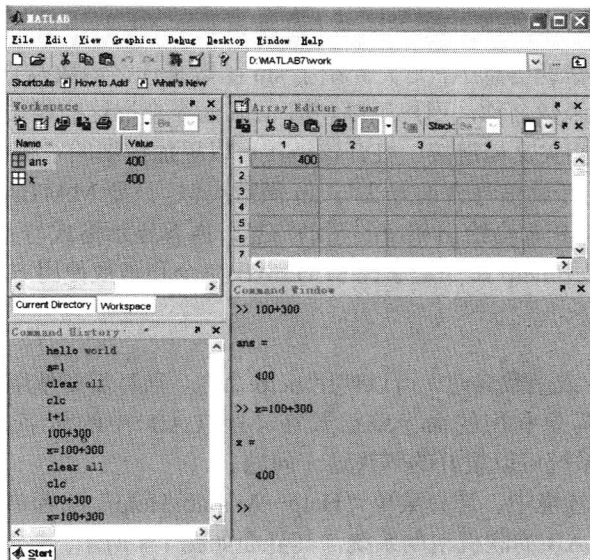 MATLAB
File Edit View Graphics Debug Desktop Window Help
D:\MATLAB7\work
Shortcuts How to Add What's New
Workspace
Name Value
ans 400
x 400
Current Directory Workspace
Array Editor - ans
Stack:
1 2 3 4 5
1 400
2
3
4
5
6
7
Command History
hello world
a=1
clear all
clc
1+1
100+300
x=100+300
clear all
clc
100+300
x=100+300
Command Window
>> 100+300
ans =
400
>> x=100+300
x =
400
>>
Start